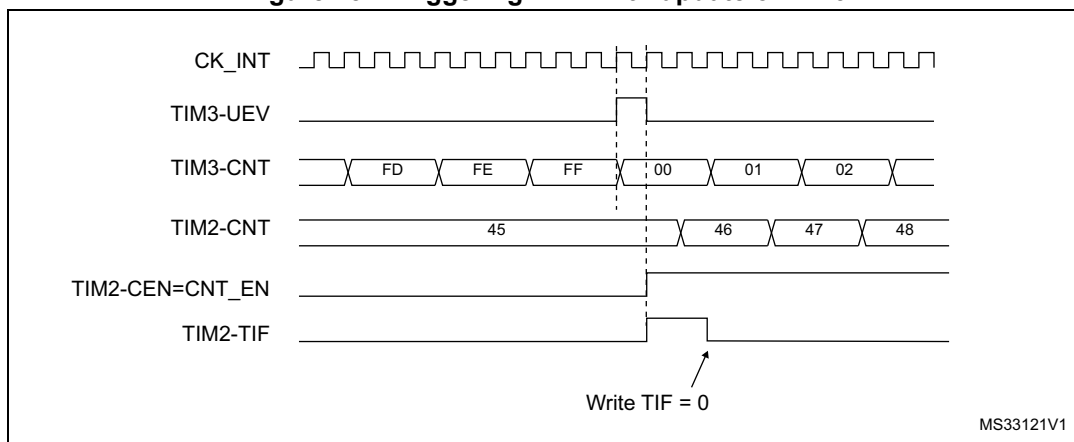 CK_INT
TIM3-UEV
TIM3-CNT FD FE FF 00 01 02
TIM2-CNT 45 46 47 48
TIM2-CEN=CNT_EN
TIM2-TIF
Write TIF = 0
MS33121V1